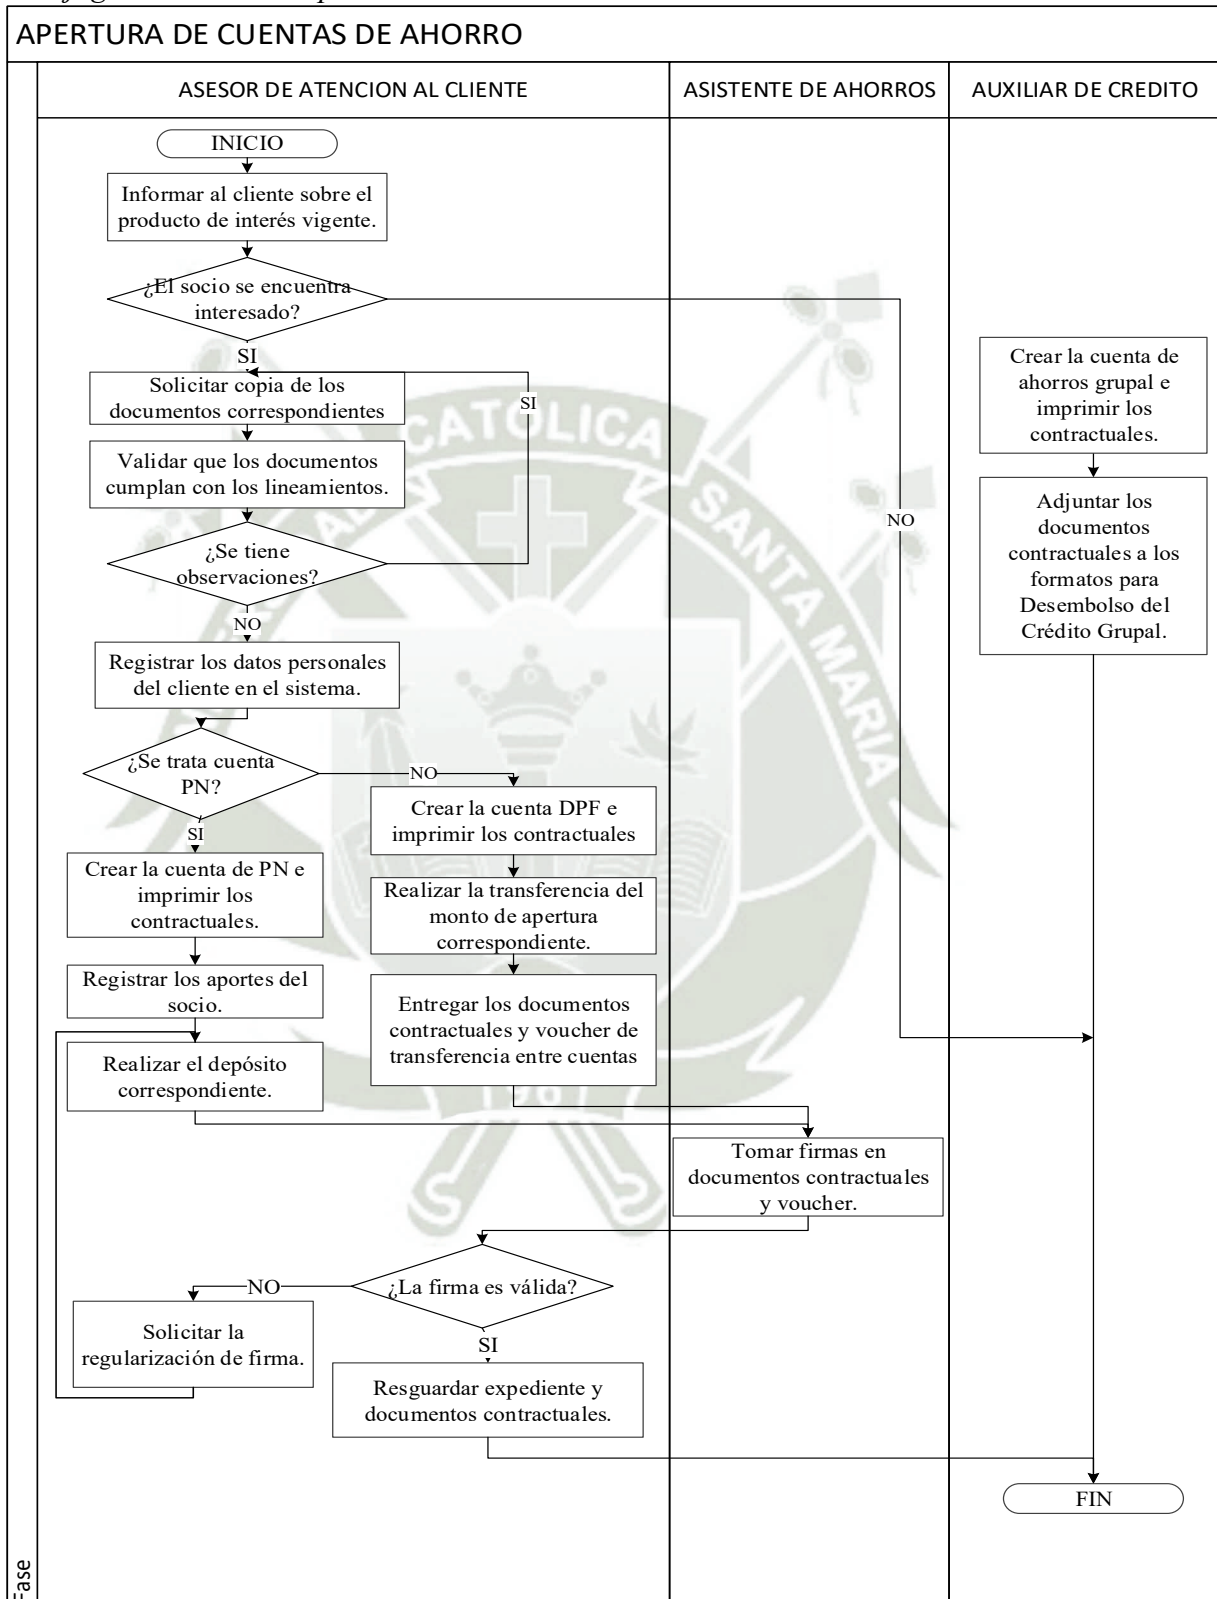 APERTURA DE CUENTAS DE AHORRO
ASESOR DE ATENCION AL CLIENTE
ASISTENTE DE AHORROS
AUXILIAR DE CREDITO
INICIO
Informar al cliente sobre el
producto de interés vigente.
¿El socio se encuentra
interesado?
SI
NO
Solicitar copia de los
documentos correspondientes
SI
Validar que los documentos
cumplan con los lineamientos.
¿Se tiene
observaciones?
NO
Registrar los datos personales
del cliente en el sistema.
¿Se trata cuenta
PN?
NO
SI
Crear la cuenta de PN e
imprimir los
contractuales.
Registrar los aportes del
socio.
Realizar el depósito
correspondiente.
Crear la cuenta DPF e
imprimir los contractuales
Realizar la transferencia del
monto de apertura
correspondiente.
Entregar los documentos
contractuales y voucher de
transferencia entre cuentas
Tomar firmas en
documentos contractuales
y voucher.
¿La firma es válida?
NO
SI
Solicitar la
regularización de firma.
Resguardar expediente y
documentos contractuales.
Crear la cuenta de
ahorros grupal e
imprimir los
contractuales.
Adjuntar los
documentos
contractuales a los
formatos para
Desembolso del
Crédito Grupal.
FIN
Fase
CATOLICA
SANTA MARIA